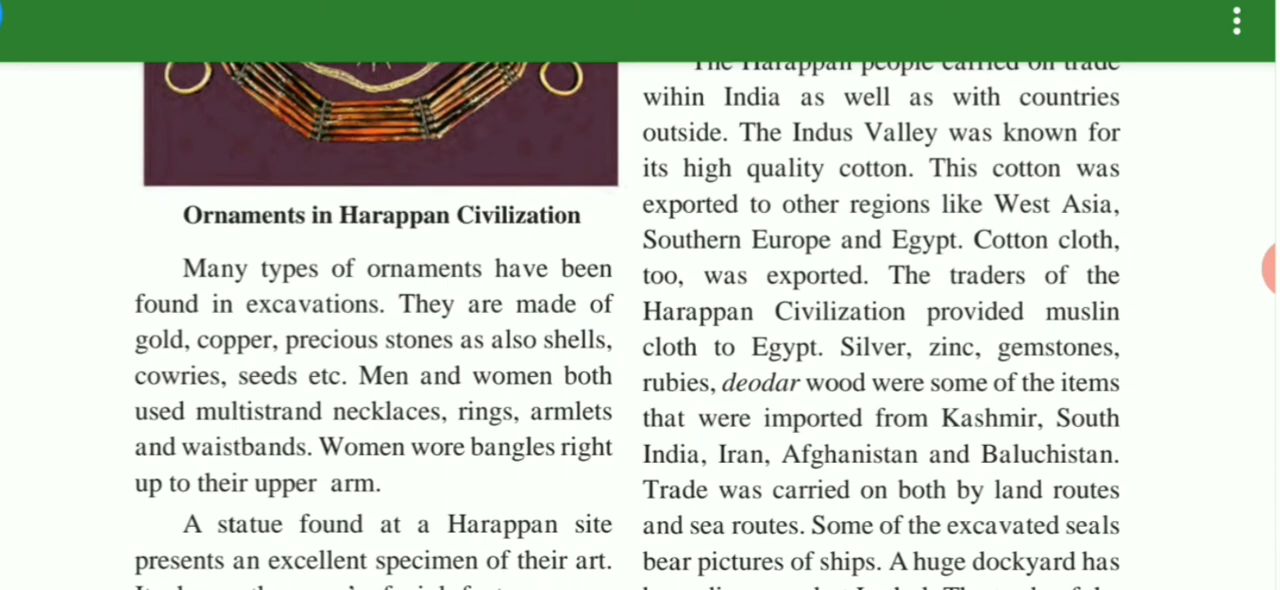 Ornaments in Harappan Civilization
Many types of ornaments have been
found in excavations. They are made of
gold, copper, precious stones as also shells,
cowries, seeds etc. Men and women both
used multistrand necklaces, rings, armlets
and waistbands. Women wore bangles right
up to their upper arm.
A statue found at a Harappan site
presents an excellent specimen of their art.
The Harappan people carried on trade
wihin India as well as with countries
outside. The Indus Valley was known for
its high quality cotton. This cotton was
exported to other regions like West Asia,
Southern Europe and Egypt. Cotton cloth,
too, was exported. The traders of the
Harappan Civilization provided muslin
cloth to Egypt. Silver, zinc, gemstones,
rubies, deodar wood were some of the items
that were imported from Kashmir, South
India, Iran, Afghanistan and Baluchistan.
Trade was carried on both by land routes
and sea routes. Some of the excavated seals
bear pictures of ships. A huge dockyard has